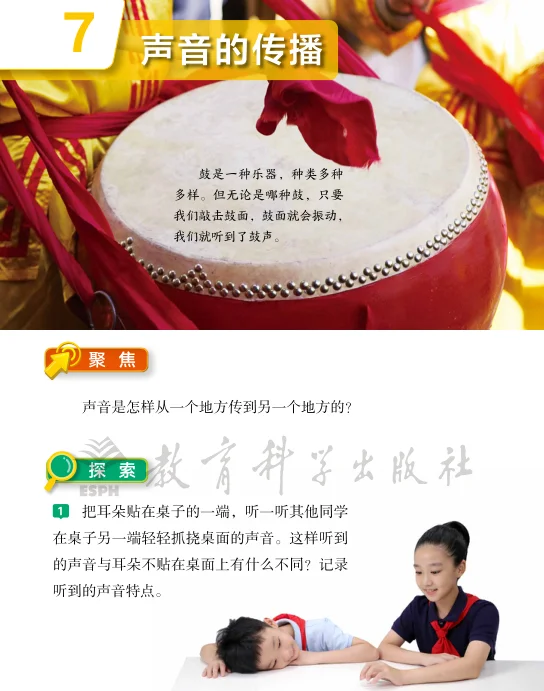 7
声音的传播
鼓是一种乐器，种类多种
多样。但无论是哪种鼓，只要
我们敲击鼓面，鼓面就会振动，
我们就听到了鼓声。
聚焦
声音是怎样从一个地方传到另一个地方的？
教育科学出版社
ESPH
探索
1 把耳朵贴在桌子的一端，听一听其他同学
在桌子另一端轻轻抓挠桌面的声音。这样听到
的声音与耳朵不贴在桌面上有什么不同？记录
听到的声音特点。